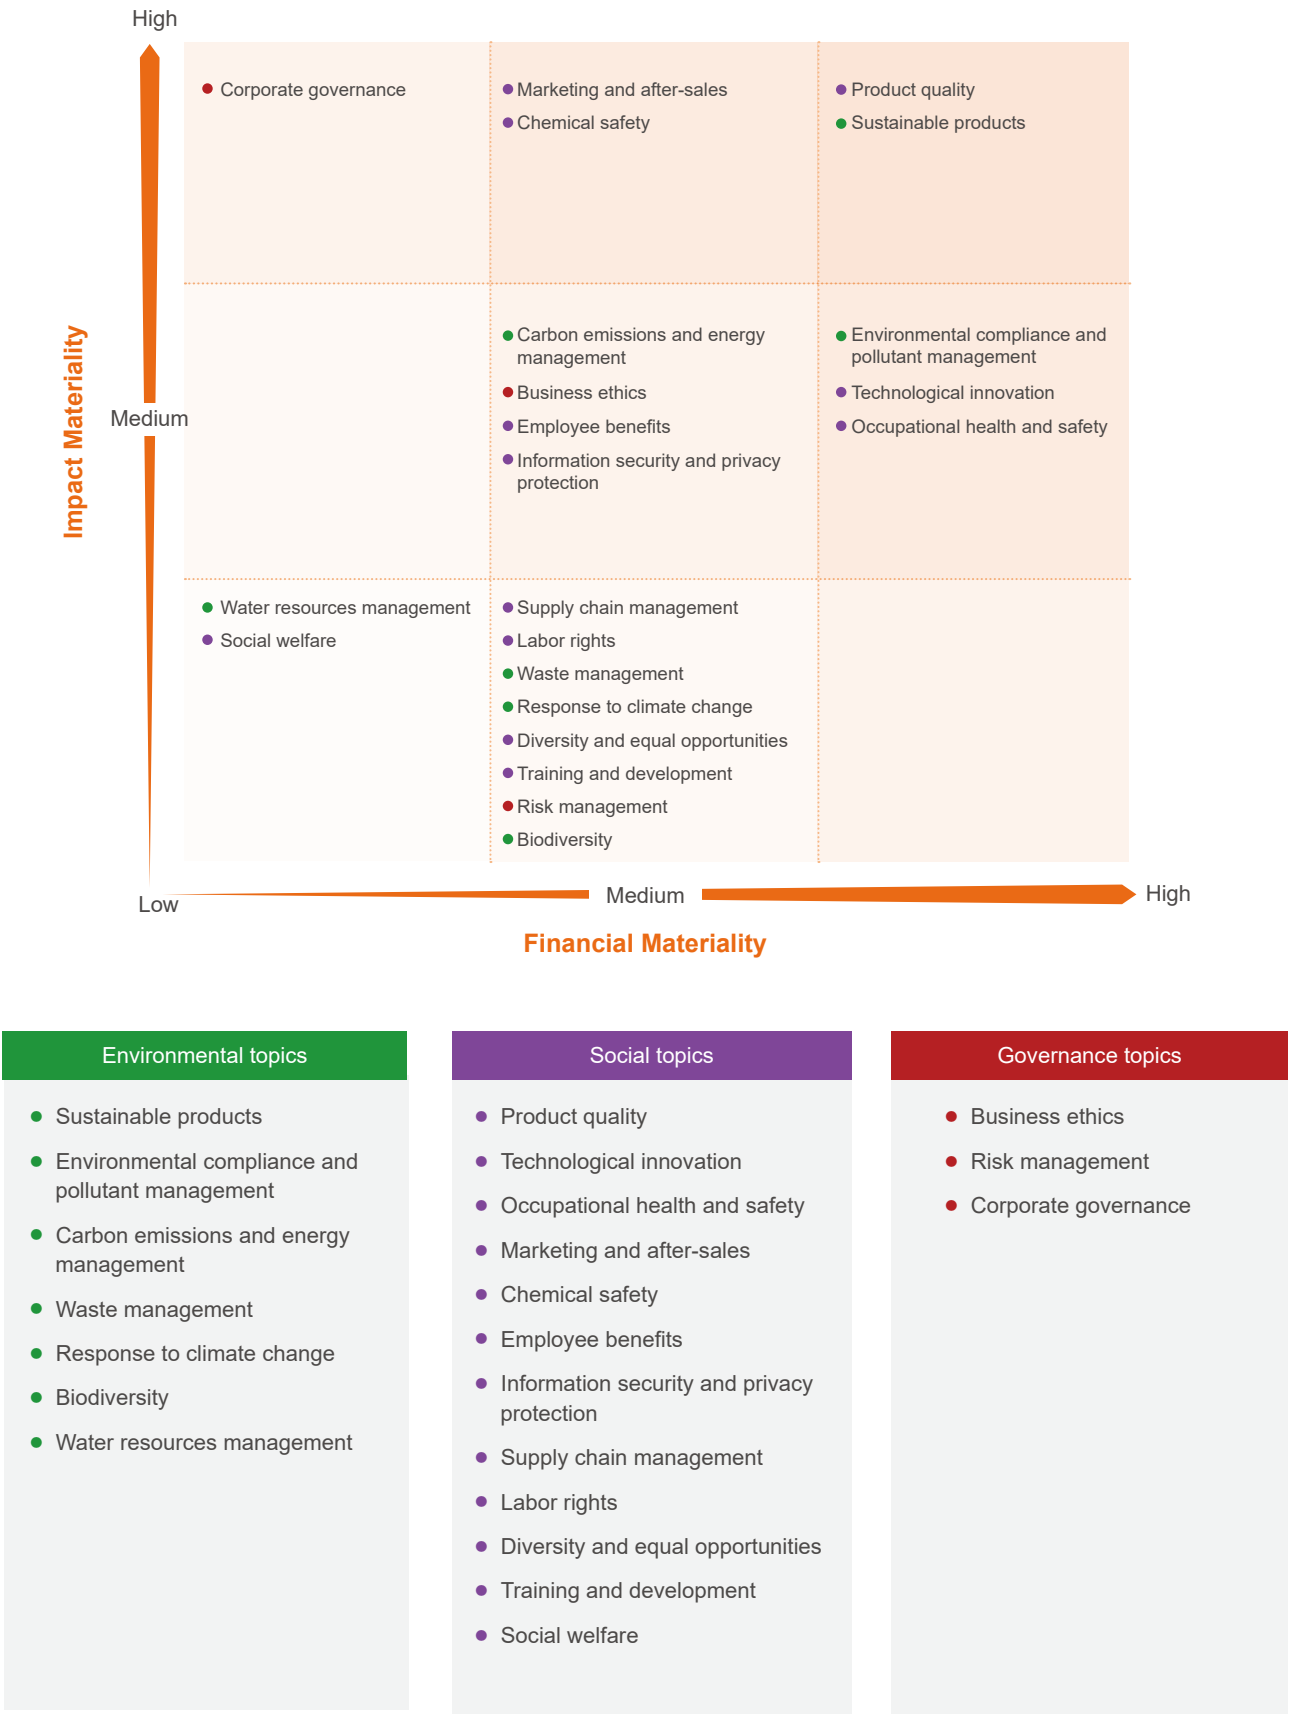 High
Corporate governance
Marketing and after-sales
Chemical safety
Product quality
Sustainable products
Impact Materiality
Medium
Carbon emissions and energy
management
Business ethics
Employee benefits
Information security and privacy
protection
Environmental compliance and
pollutant management
Technological innovation
Occupational health and safety
Water resources management
Social welfare
Supply chain management
Labor rights
Waste management
Response to climate change
Diversity and equal opportunities
Training and development
Risk management
Biodiversity
Low
Medium
High
Financial Materiality
Environmental topics
Sustainable products
Environmental compliance and
pollutant management
Carbon emissions and energy
management
Waste management
Response to climate change
Biodiversity
Water resources management
Social topics
Product quality
Technological innovation
Occupational health and safety
Marketing and after-sales
Chemical safety
Employee benefits
Information security and privacy
protection
Supply chain management
Labor rights
Diversity and equal opportunities
Training and development
Social welfare
Governance topics
Business ethics
Risk management
Corporate governance